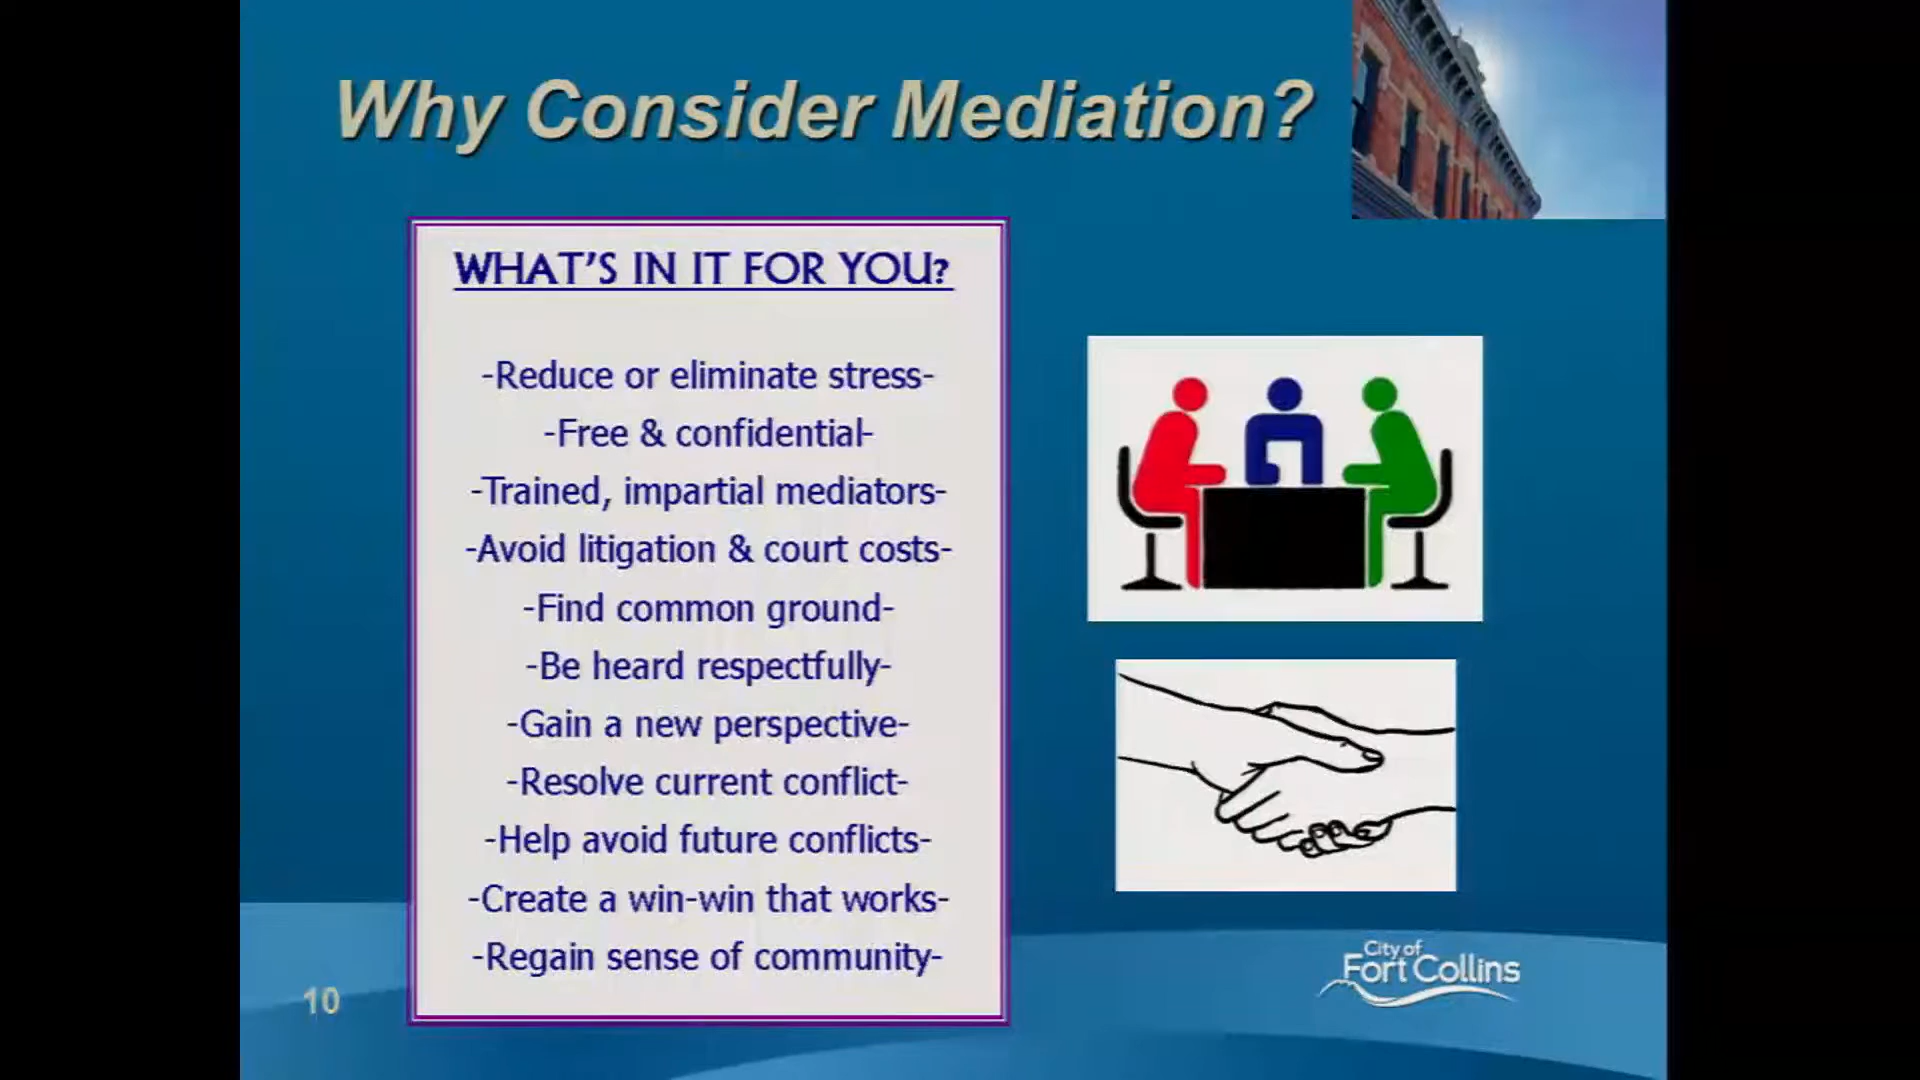 Why Consider Mediation?
WHAT'S IN IT FOR YOU?
-Reduce or eliminate stress-
-Free & confidential-
-Trained, impartial mediators-
-Avoid litigation & court costs-
-Find common ground-
-Be heard respectfully-
-Gain a new perspective-
-Resolve current conflict-
-Help avoid future conflicts-
-Create a win-win that works-
-Regain sense of community-
10
City of
Fort Collins